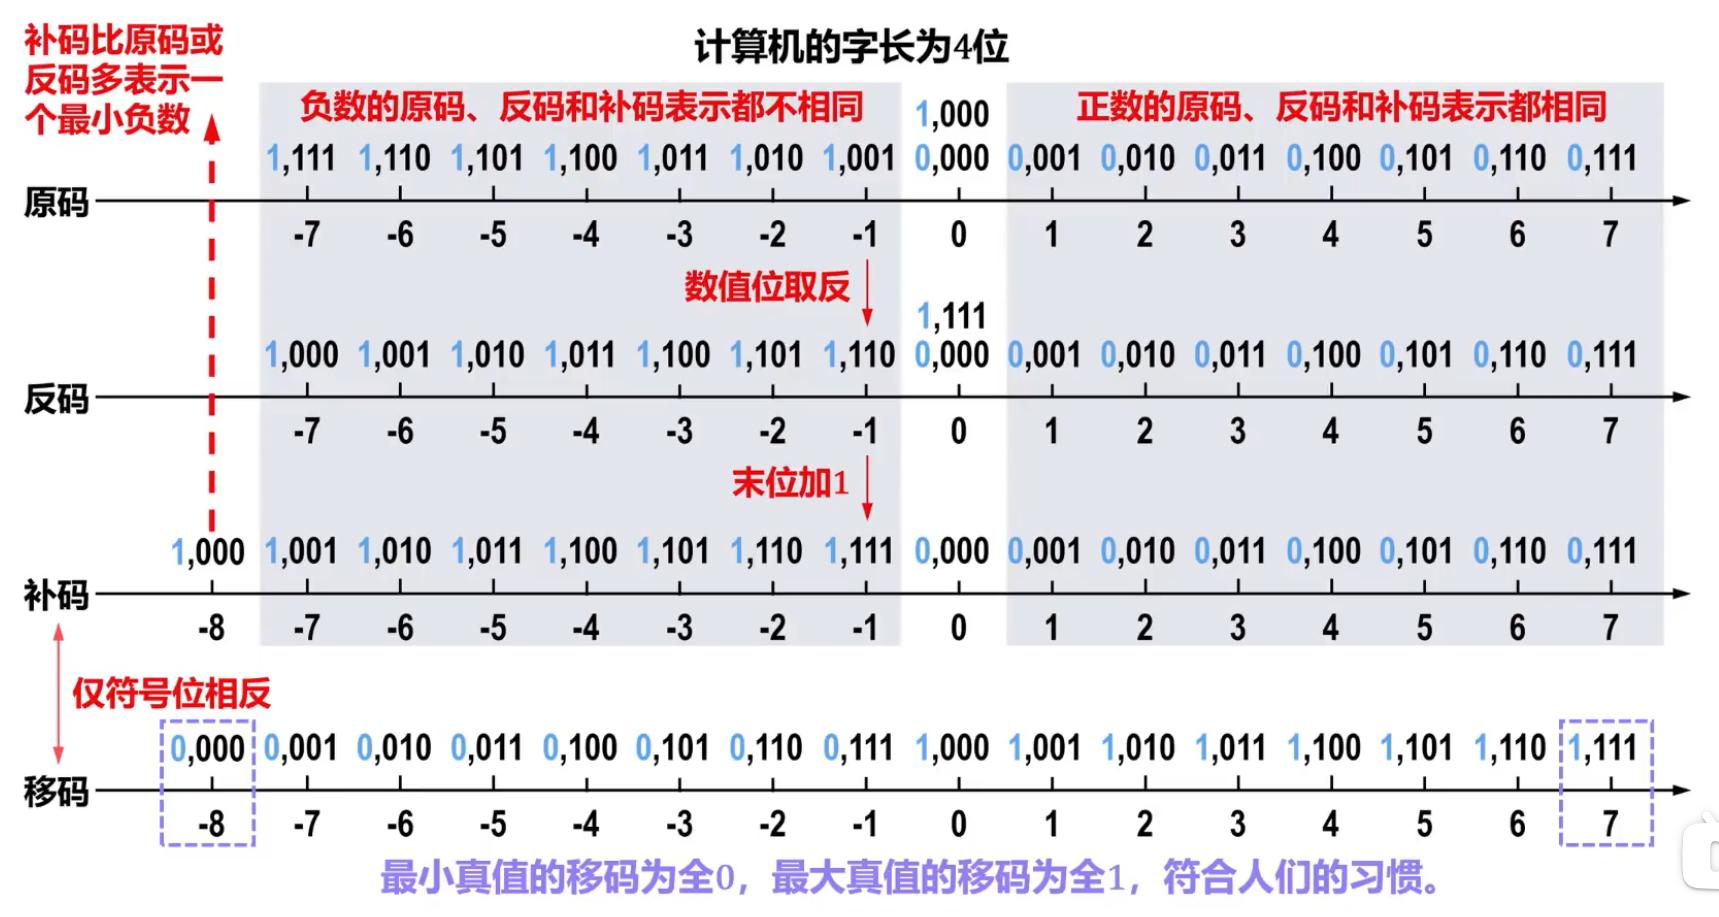 计算机的字长为4位
补码比原码或
反码多表示一
个最小负数
负数的原码、反码和补码表示都不相同
正数的原码、反码和补码表示都相同
1,000
1,111 1,110 1,101 1,100 1,011 1,010 1,001 0,000 0,001 0,010 0,011 0,100 0,101 0,110 0,111
原码
-7 -6 -5 -4 -3 -2 -1 0 1 2 3 4 5 6 7
数值位取反
1,111
1,000 1,001 1,010 1,011 1,100 1,101 1,110 0,000 0,001 0,010 0,011 0,100 0,101 0,110 0,111
反码
-7 -6 -5 -4 -3 -2 -1 0 1 2 3 4 5 6 7
末位加1
1,000 1,001 1,010 1,011 1,100 1,101 1,110 1,111 0,000 0,001 0,010 0,011 0,100 0,101 0,110 0,111
补码
-8 -7 -6 -5 -4 -3 -2 -1 0 1 2 3 4 5 6 7
仅符号位相反
0,000 0,001 0,010 0,011 0,100 0,101 0,110 0,111 1,000 1,001 1,010 1,011 1,100 1,101 1,110 1,111
移码
-8 -7 -6 -5 -4 -3 -2 -1 0 1 2 3 4 5 6 7
最小真值的移码为全0，最大真值的移码为全1，符合人们的习惯。